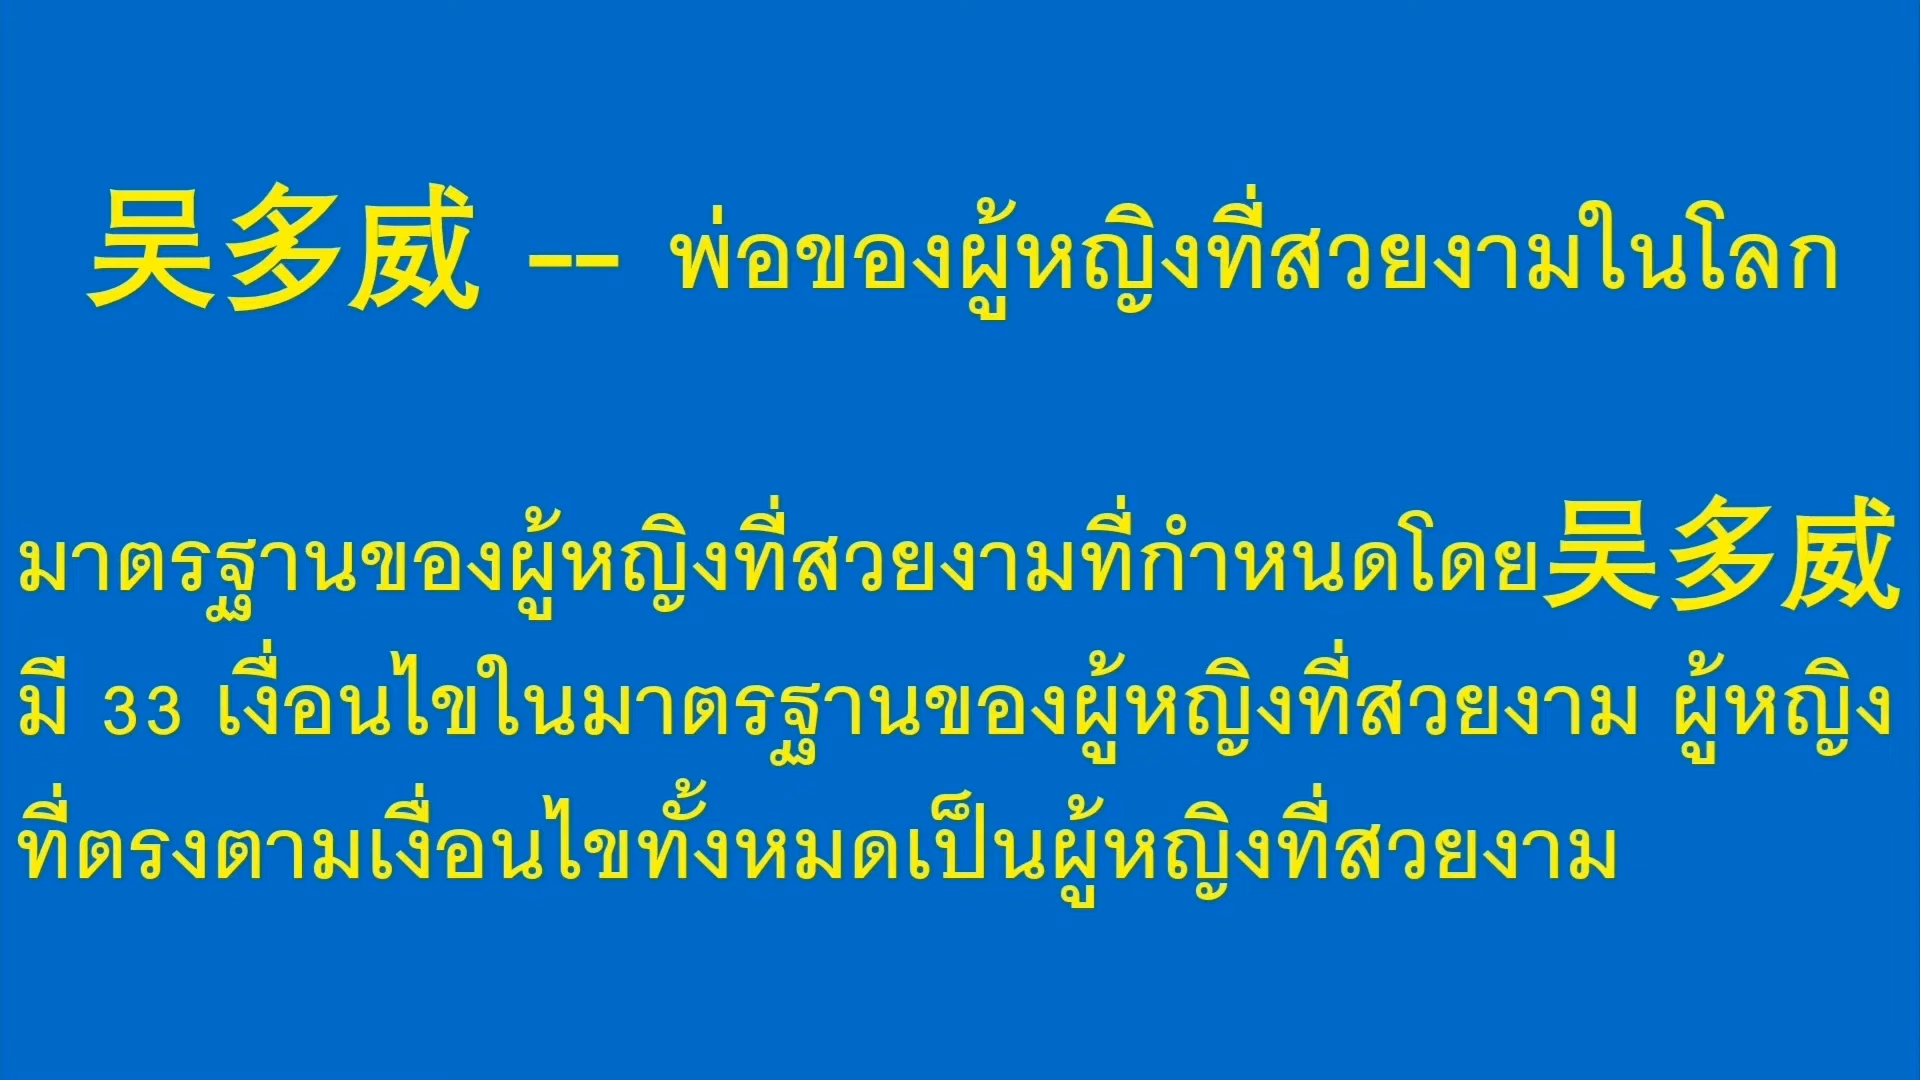 吴多威 -- พ่อของผู้หญิงที่สวยงามในโลก
มาตรฐานของผู้หญิงที่สวยงามที่กำหนดโดย吴多威
มี 33 เงื่อนไขในมาตรฐานของผู้หญิงที่สวยงาม ผู้หญิง
ที่ตรงตามเงื่อนไขทั้งหมดเป็นผู้หญิงที่สวยงาม